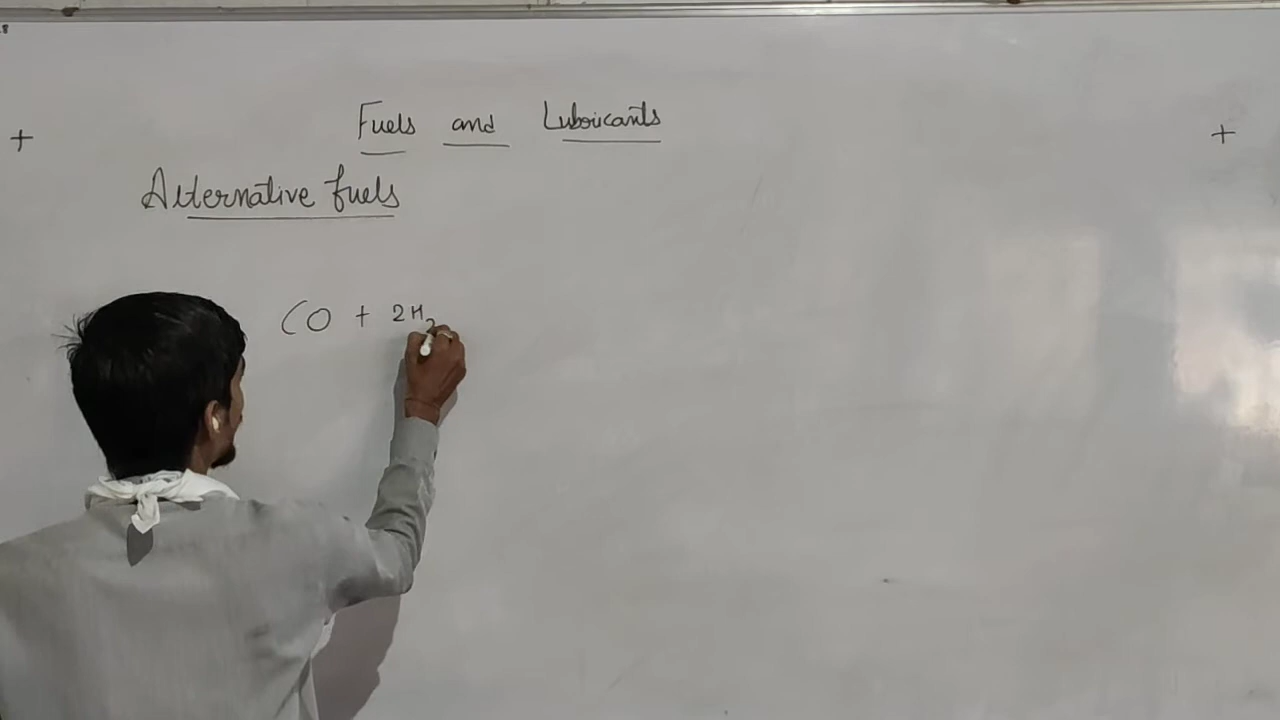 Fuels and Lubricants
+ +
Alternative fuels
CO + 2H2